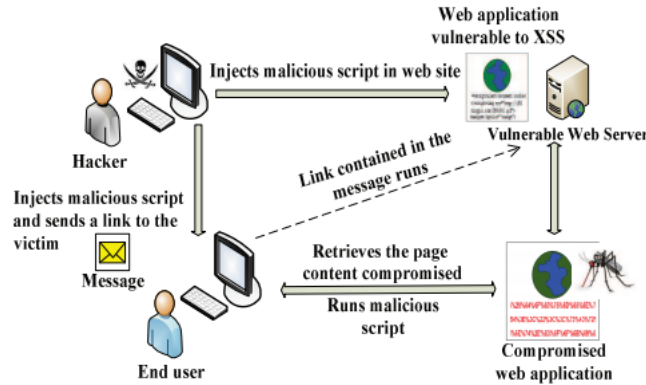 Web application
vulnerable to XSS
Injects malicious script in web site
Vulnerable Web Server
Hacker
Link contained in the
message runs
Injects malicious script
and sends a link to the
victim
Message
Retrieves the page
content compromised
Runs malicious
script
End user
Compromised
web application